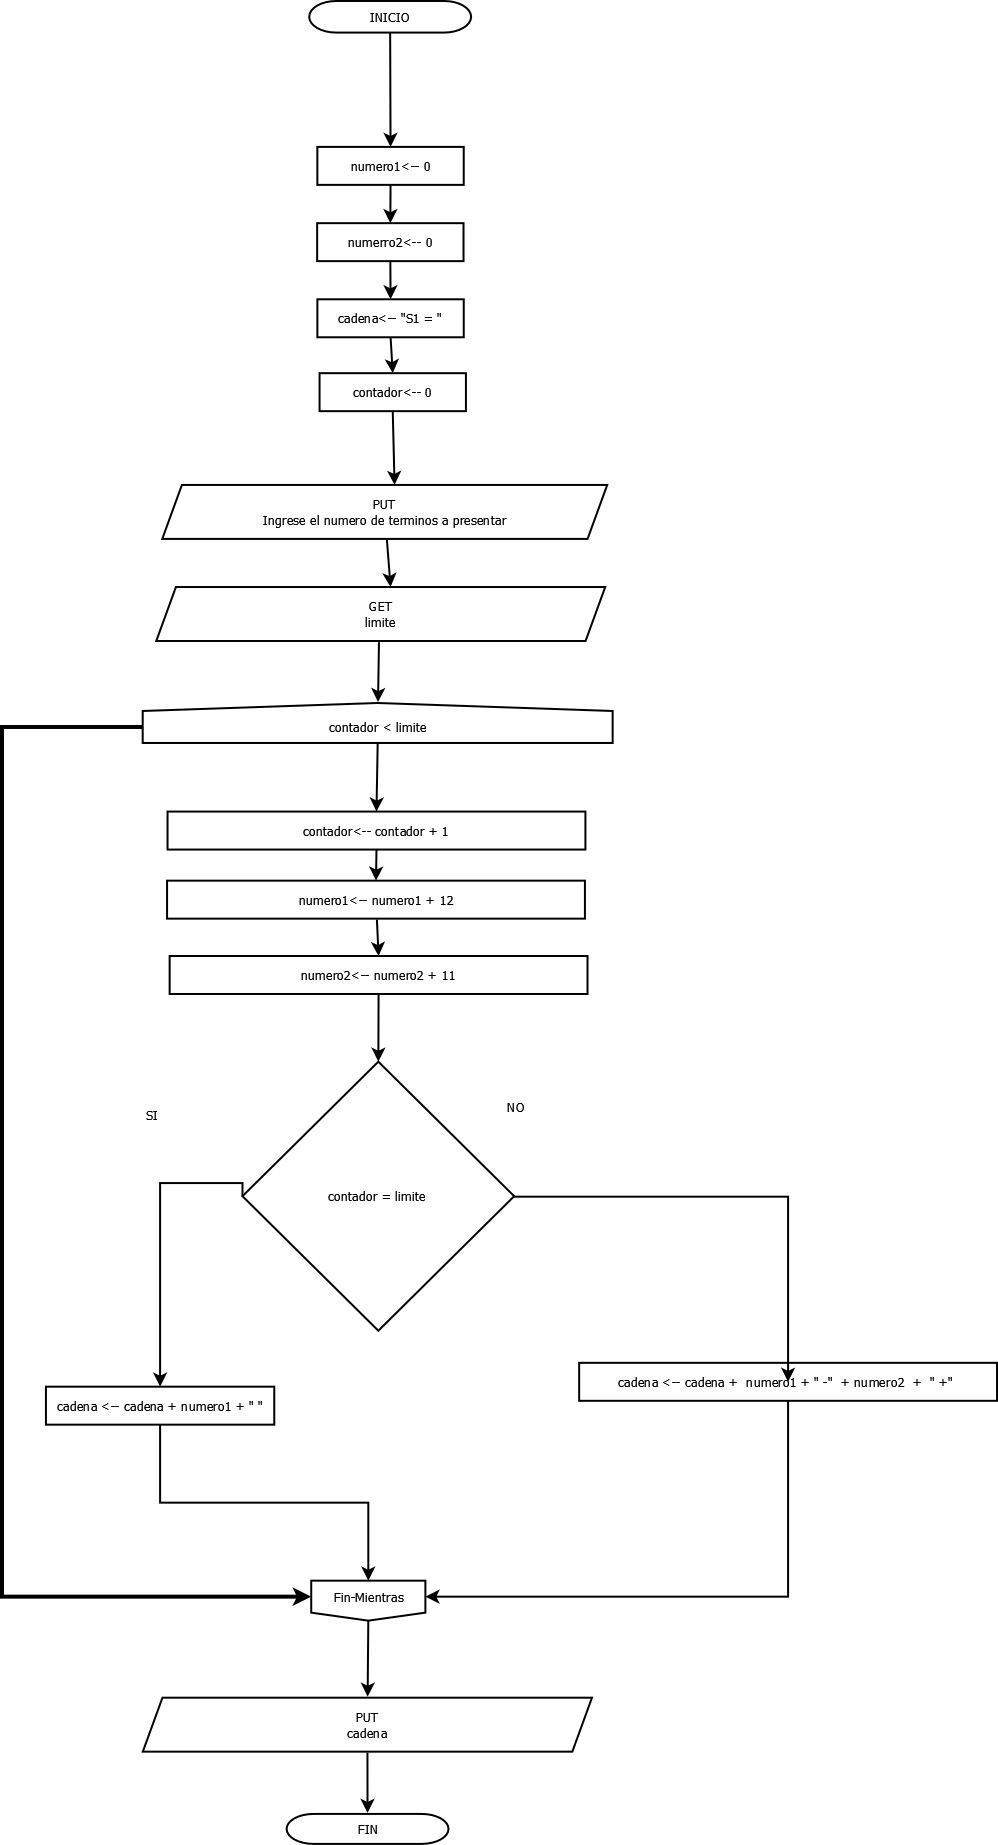 INICIO
numero1<-- 0
numerro2<-- 0
cadena<-- "S1 = "
contador<-- 0
PUT
Ingrese el numero de terminos a presentar
GET
limite
contador < limite
contador<-- contador + 1
numero1<-- numero1 + 12
numero2<-- numero2 + 11
SI
NO
contador = limite
cadena <-- cadena + numero1 + " -" + numero2 + " +"
cadena <-- cadena + numero1 + " "
Fin-Mientras
PUT
cadena
FIN